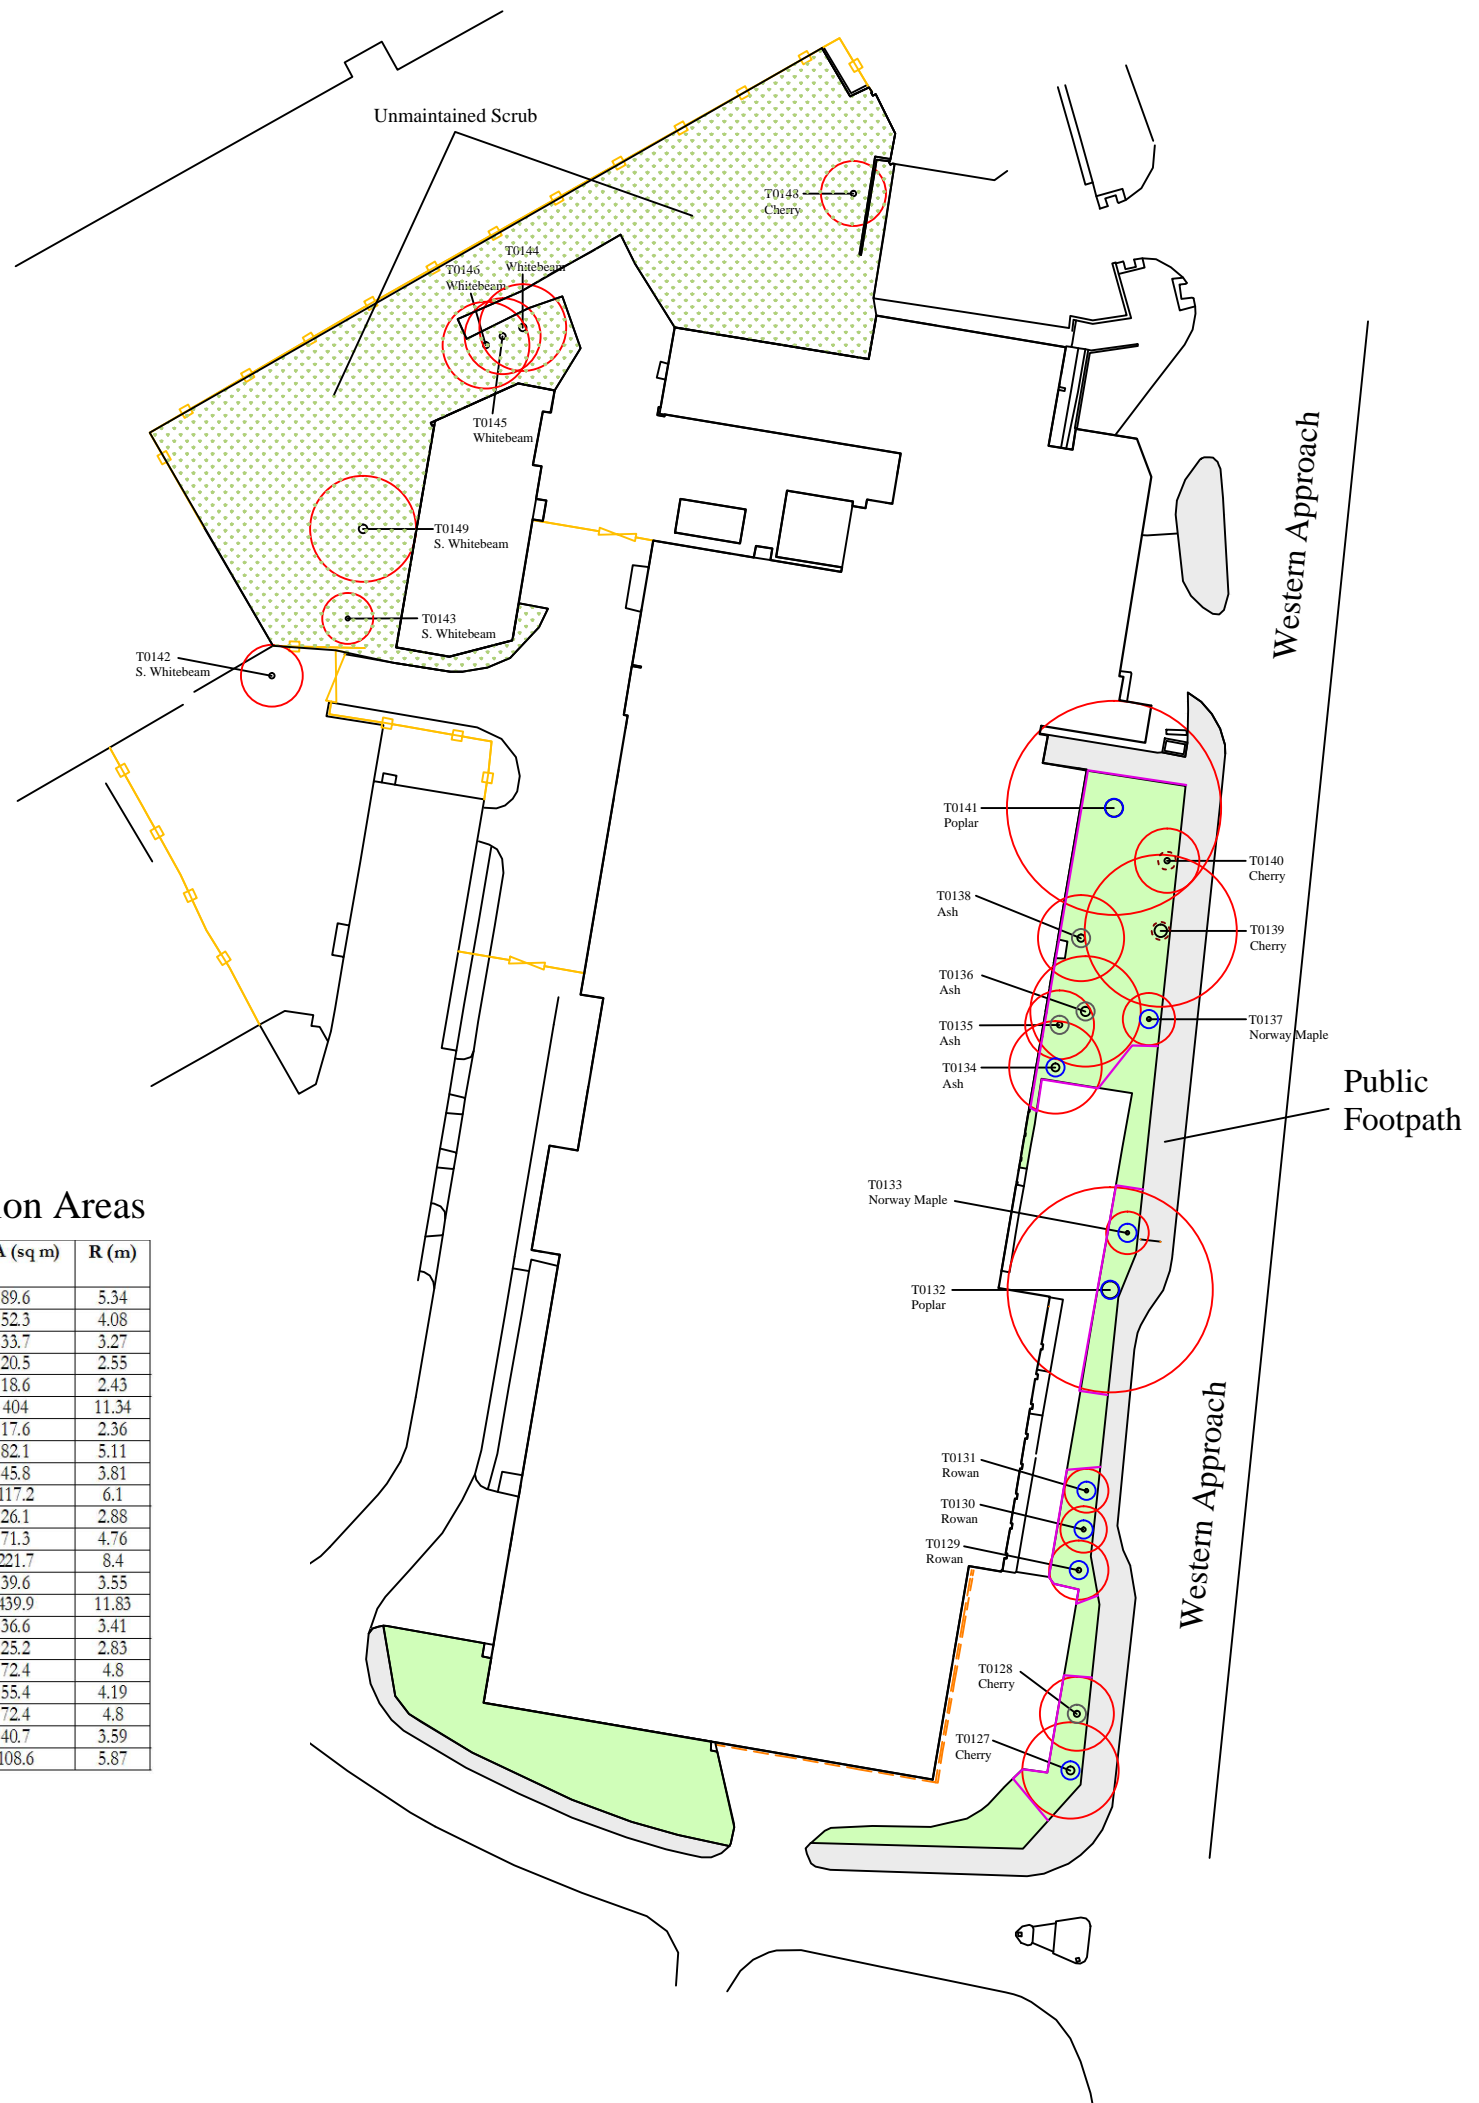 Unmaintained Scrub
T0148
Cherry
T0144
Whitebeam
T0146
Whitebeam
T0145
Whitebeam
T0149
S. Whitebeam
T0143
S. Whitebeam
T0142
S. Whitebeam
Western Approach
T0141
Poplar
T0140
Cherry
T0138
Ash
T0139
Cherry
T0136
Ash
T0135
Ash
T0137
Norway Maple
T0134
Ash
Public
Footpath
T0133
Norway Maple
T0132
Poplar
Western Approach
T0131
Rowan
T0130
Rowan
T0129
Rowan
T0128
Cherry
T0127
Cherry
on Areas
A (sq m) R (m)
89.6 5.34
52.3 4.08
33.7 3.27
20.5 2.55
18.6 2.43
404 11.34
17.6 2.36
82.1 5.11
45.8 3.81
117.2 6.1
26.1 2.88
71.3 4.76
221.7 8.4
39.6 3.55
439.9 11.83
36.6 3.41
25.2 2.83
72.4 4.8
55.4 4.19
72.4 4.8
40.7 3.59
108.6 5.87